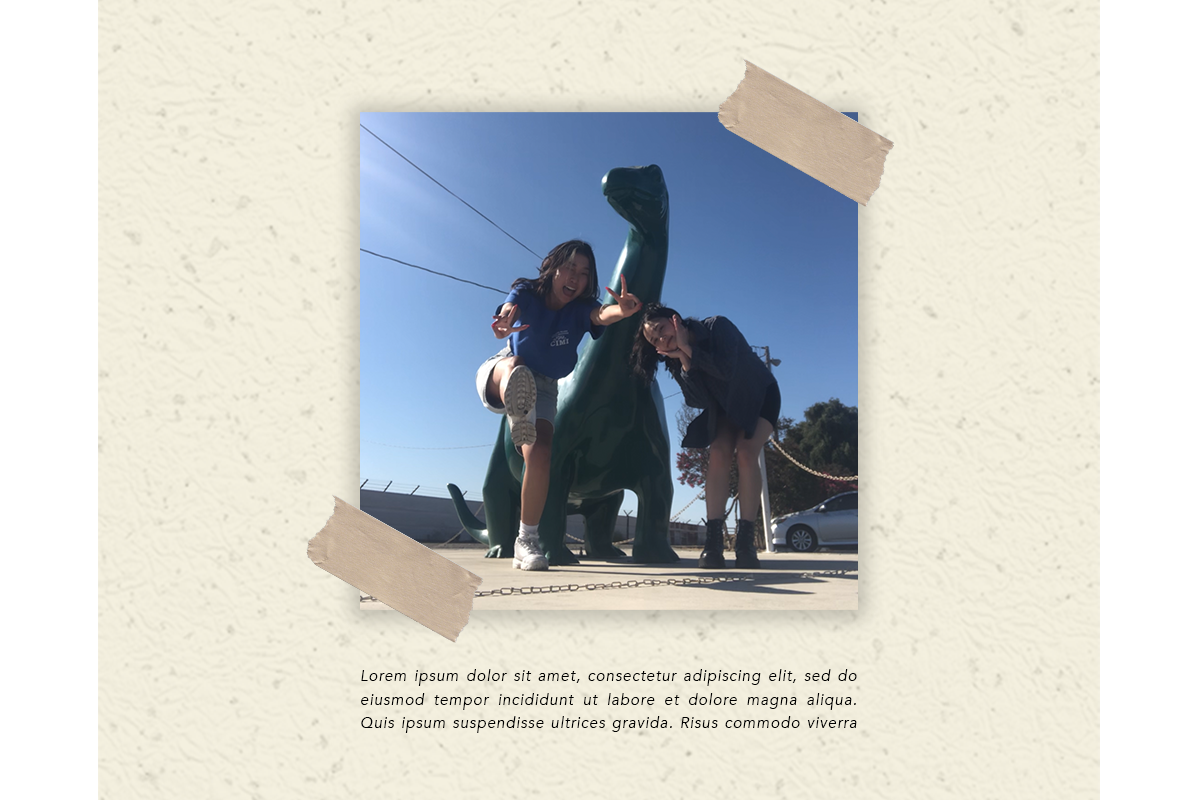 CIMI
Lorem ipsum dolor sit amet, consectetur adipiscing elit, sed do
eiusmod tempor incididunt ut labore et dolore magna aliqua.
Quis ipsum suspendisse ultrices gravida. Risus commodo viverra